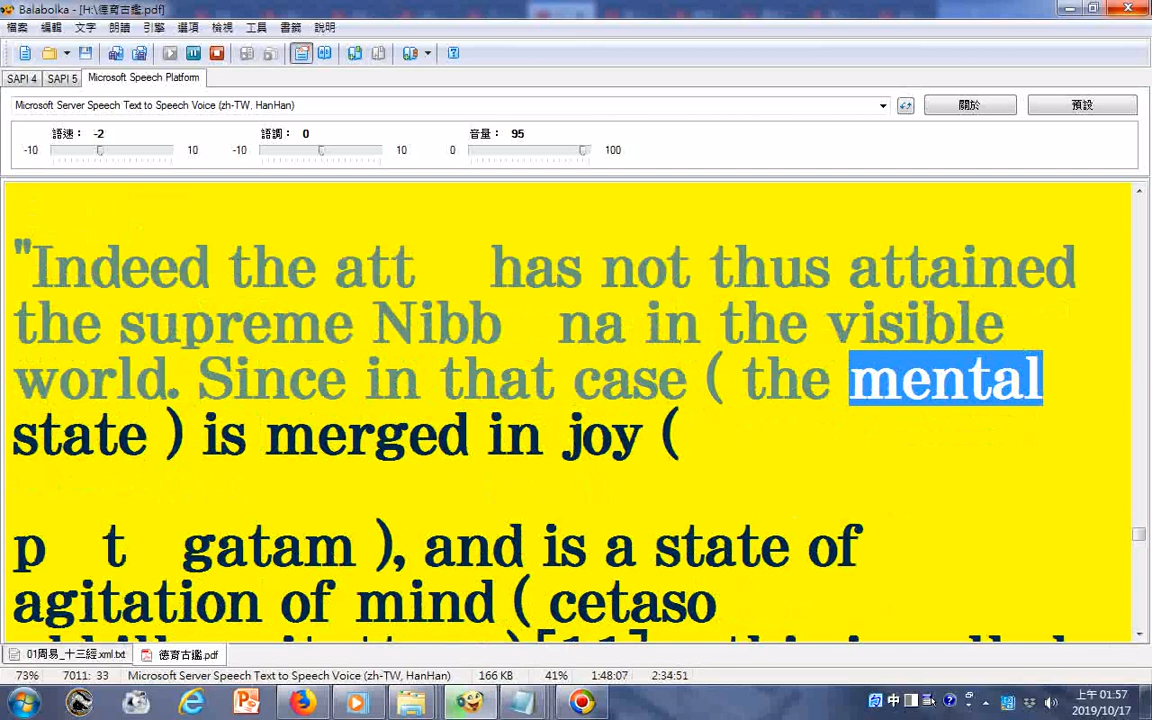 Balabolka - [H:\德育古鑑.pdf]
檔案 編輯 文字 朗讀 引擎 選項 檢視 工具 書籤 說明
SAPI 4 SAPI 5 Microsoft Speech Platform
Microsoft Server Speech Text to Speech Voice (zh-TW, HanHan) 關於 預設
語速： -2 語調： 0 音量： 95
-10 10 -10 10 0 100
"Indeed the att has not thus attained
the supreme Nibb na in the visible
world. Since in that case ( the mental
state ) is merged in joy (
p t gatam ), and is a state of
agitation of mind ( cetaso
01周易_十三經.xml.txt 德育古鑑.pdf
73% 7011: 33 Microsoft Server Speech Text to Speech Voice (zh-TW, HanHan) 166 KB 41% 1:48:07 2:34:51
中 上午 01:57
2019/10/17